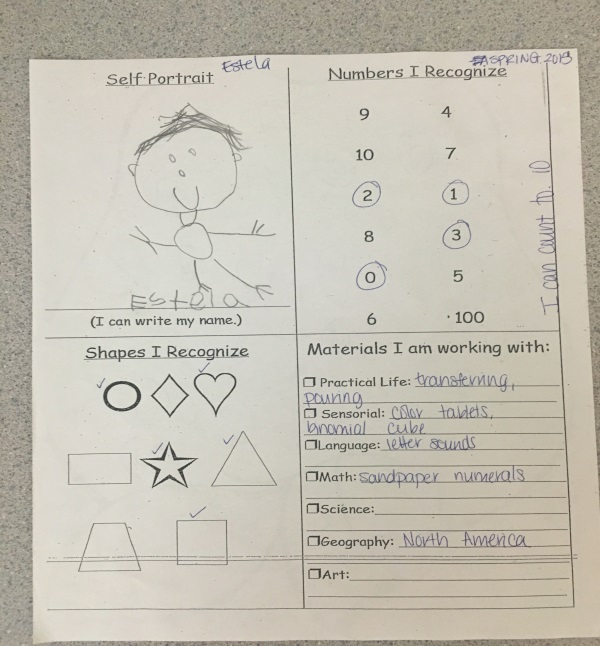 Estela
SPRING 2019
Self Portrait
Estela
(I can write my name.)
Numbers I Recognize
9 4
10 7
2 1
8 3
0 5
6 100
I can count to 10
Shapes I Recognize
Materials I am working with:
Practical Life: transferring,
pouring
Sensorial: color tablets,
binomial cube
Language: letter sounds
Math: sandpaper numerals
Science:
Geography: North America
Art: